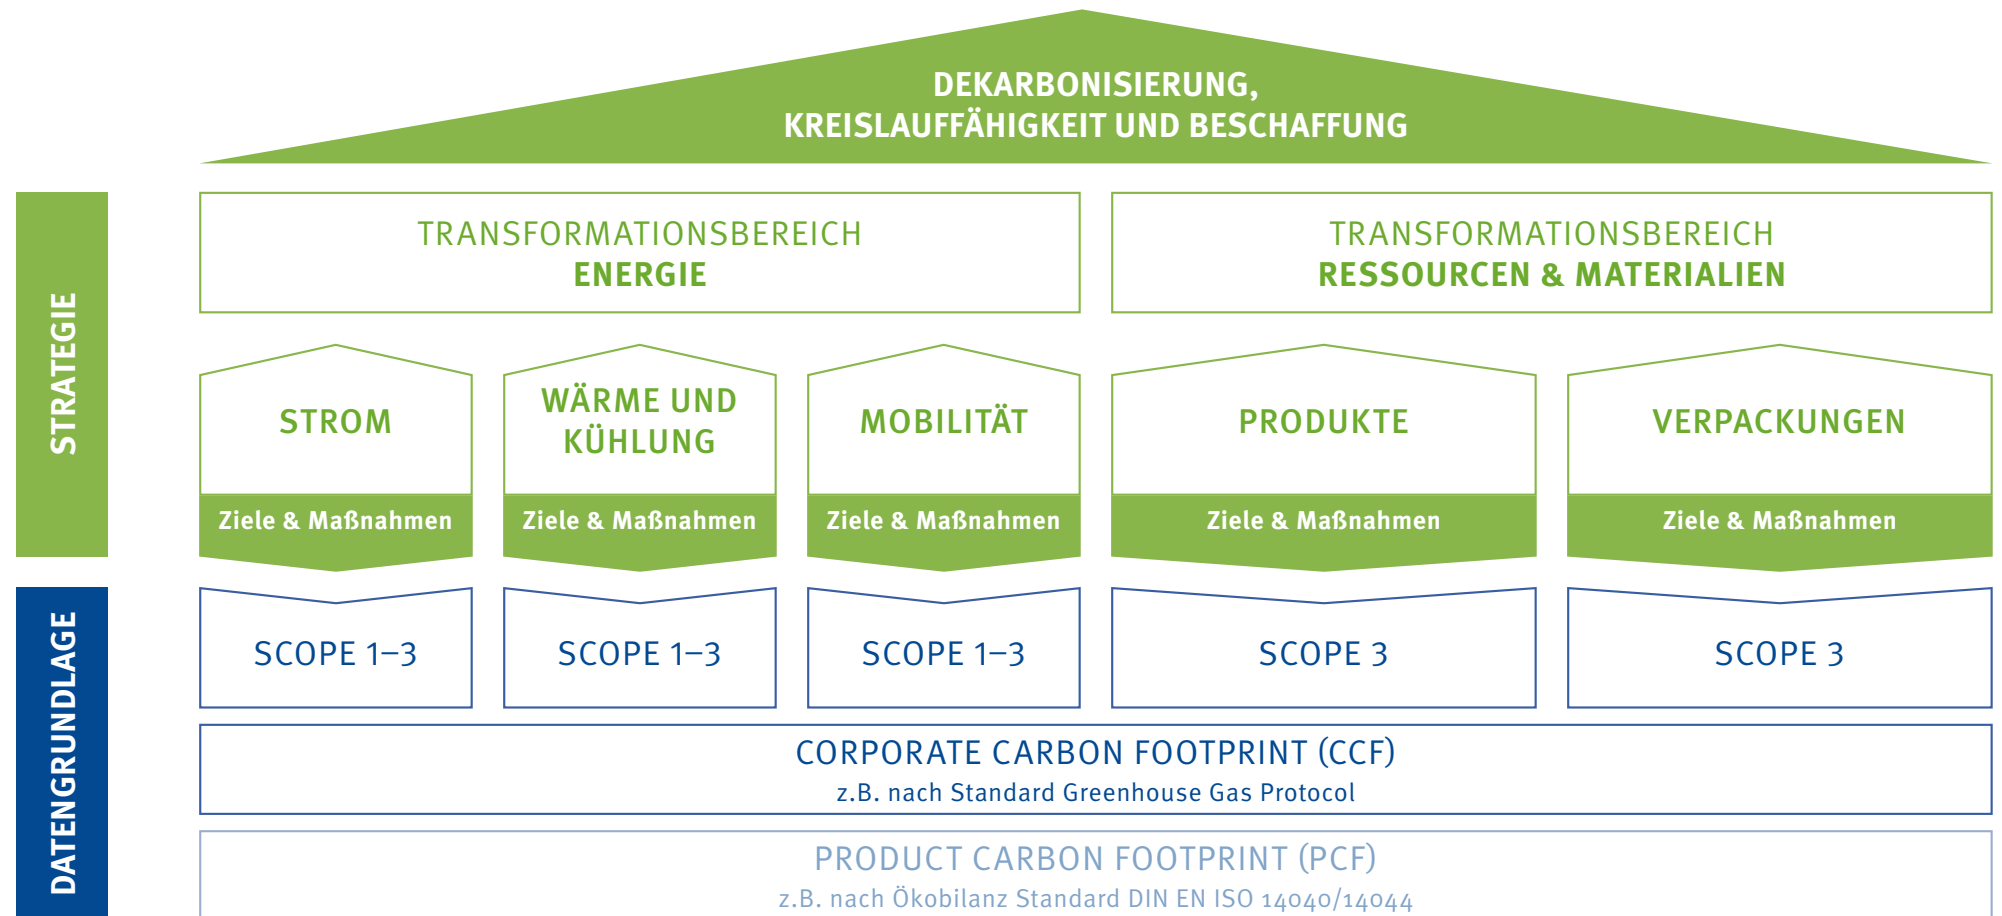 DEKARBONISIERUNG,
KREISLAUFFÄHIGKEIT UND BESCHAFFUNG
STRATEGIE
TRANSFORMATIONSBEREICH
ENERGIE
TRANSFORMATIONSBEREICH
RESSOURCEN & MATERIALIEN
STROM
WÄRME UND
KÜHLUNG
MOBILITÄT
PRODUKTE
VERPACKUNGEN
Ziele & Maßnahmen
Ziele & Maßnahmen
Ziele & Maßnahmen
Ziele & Maßnahmen
Ziele & Maßnahmen
DATENGRUNDLAGE
SCOPE 1–3
SCOPE 1–3
SCOPE 1–3
SCOPE 3
SCOPE 3
CORPORATE CARBON FOOTPRINT (CCF)
z.B. nach Standard Greenhouse Gas Protocol
PRODUCT CARBON FOOTPRINT (PCF)
z.B. nach Ökobilanz Standard DIN EN ISO 14040/14044